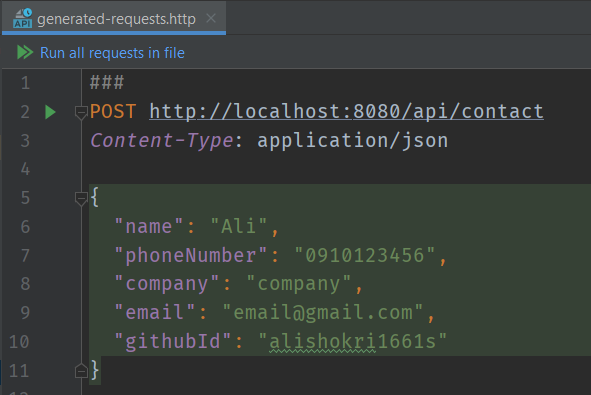 API generated-requests.http
Run all requests in file
1 ###
2 POST http://localhost:8080/api/contact
3 Content-Type: application/json
4
5 {
6 "name": "Ali",
7 "phoneNumber": "0910123456",
8 "company": "company",
9 "email": "email@gmail.com",
10 "githubId": "alishokri1661s"
11 }